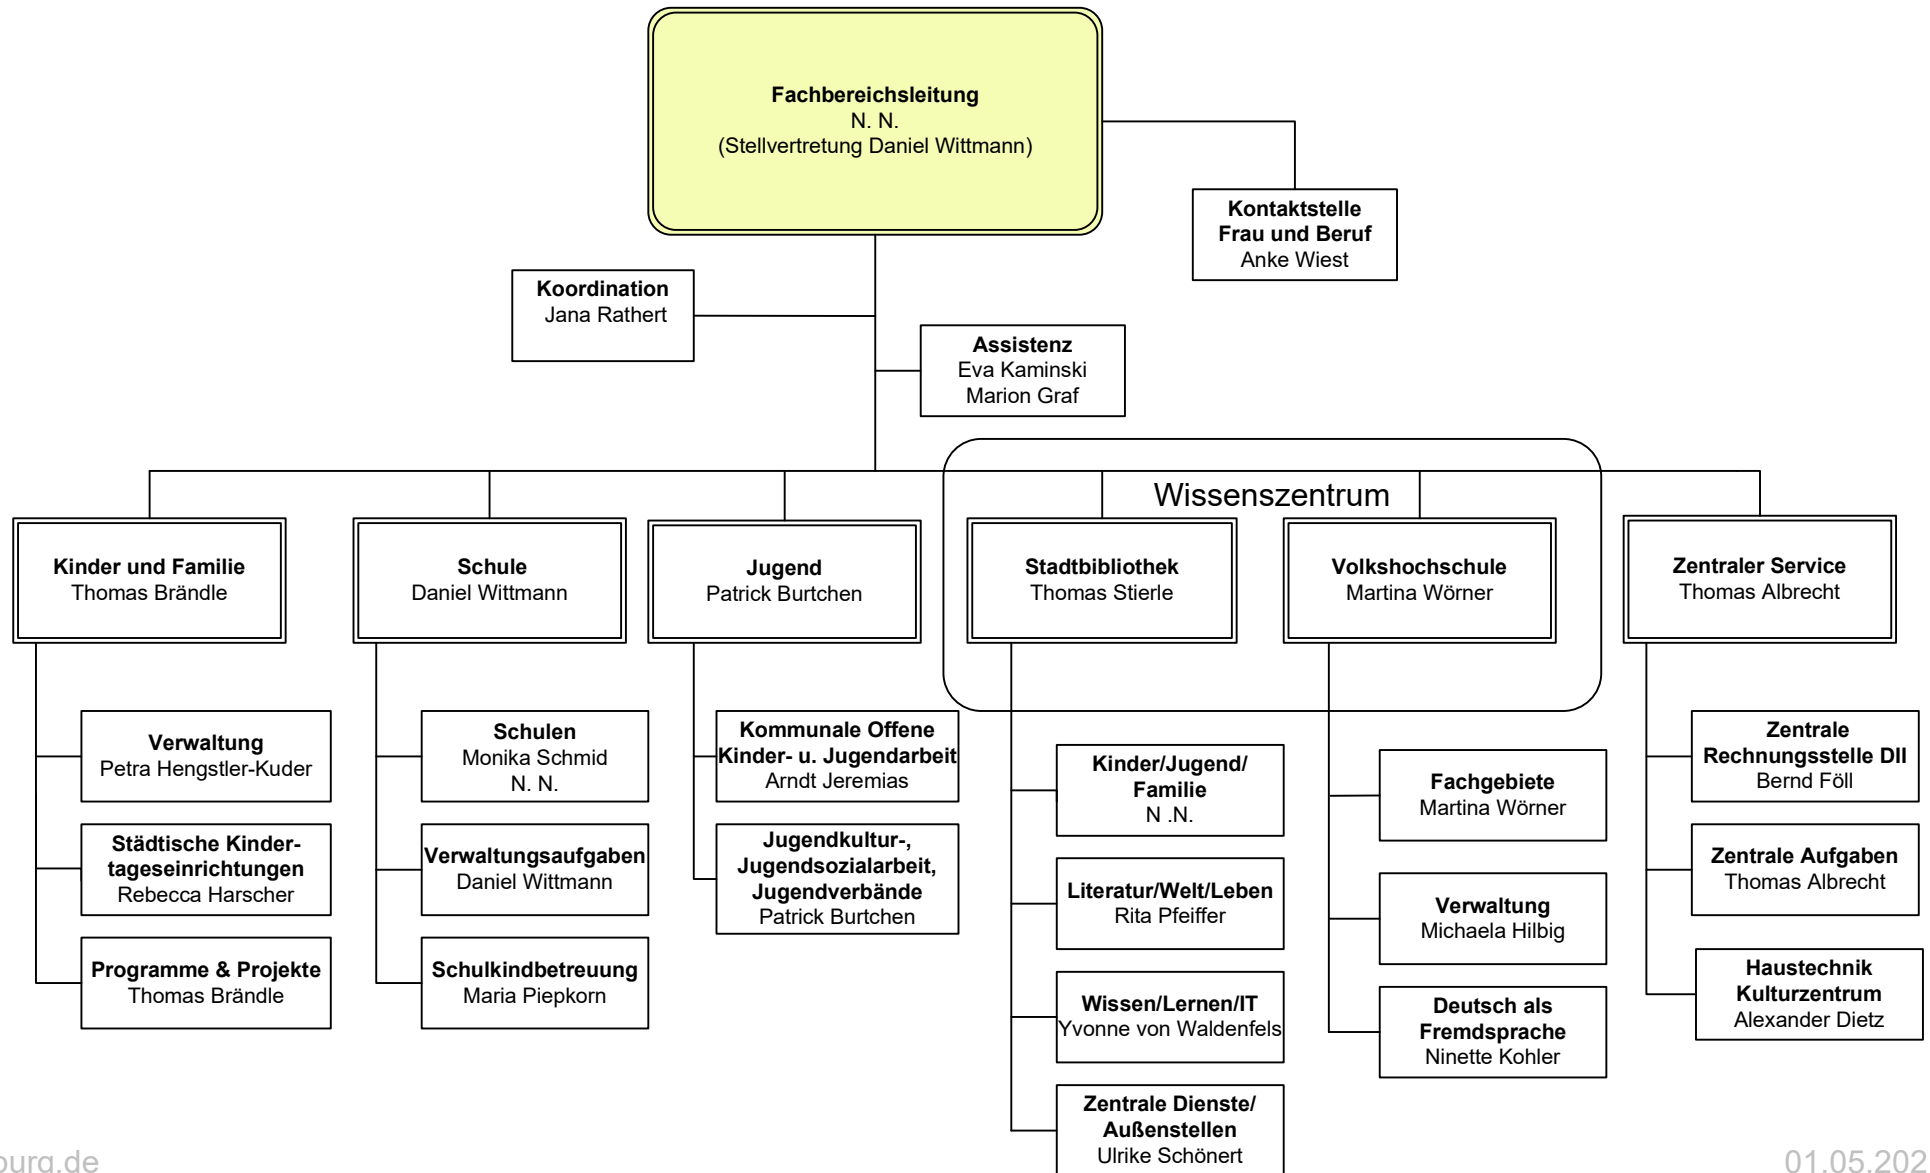 Fachbereichsleitung
N. N.
(Stellvertretung Daniel Wittmann)
Kontaktstelle
Frau und Beruf
Anke Wiest
Koordination
Jana Rathert
Assistenz
Eva Kaminski
Marion Graf
Wissenszentrum
Kinder und Familie
Thomas Brändle
Schule
Daniel Wittmann
Jugend
Patrick Burtchen
Stadtbibliothek
Thomas Stierle
Volkshochschule
Martina Wörner
Zentraler Service
Thomas Albrecht
Verwaltung
Petra Hengstler-Kuder
Städtische Kinder-
tageseinrichtungen
Rebecca Harscher
Programme & Projekte
Thomas Brändle
Schulen
Monika Schmid
N. N.
Verwaltungsaufgaben
Daniel Wittmann
Schulkindbetreuung
Maria Piepkorn
Kommunale Offene
Kinder- u. Jugendarbeit
Arndt Jeremias
Jugendkultur-,
Jugendsozialarbeit,
Jugendverbände
Patrick Burtchen
Kinder/Jugend/
Familie
N .N.
Literatur/Welt/Leben
Rita Pfeiffer
Wissen/Lernen/IT
Yvonne von Waldenfels
Zentrale Dienste/
Außenstellen
Ulrike Schönert
Fachgebiete
Martina Wörner
Verwaltung
Michaela Hilbig
Deutsch als
Fremdsprache
Ninette Kohler
Zentrale
Rechnungsstelle DII
Bernd Föll
Zentrale Aufgaben
Thomas Albrecht
Haustechnik
Kulturzentrum
Alexander Dietz
burg.de
01.05.202